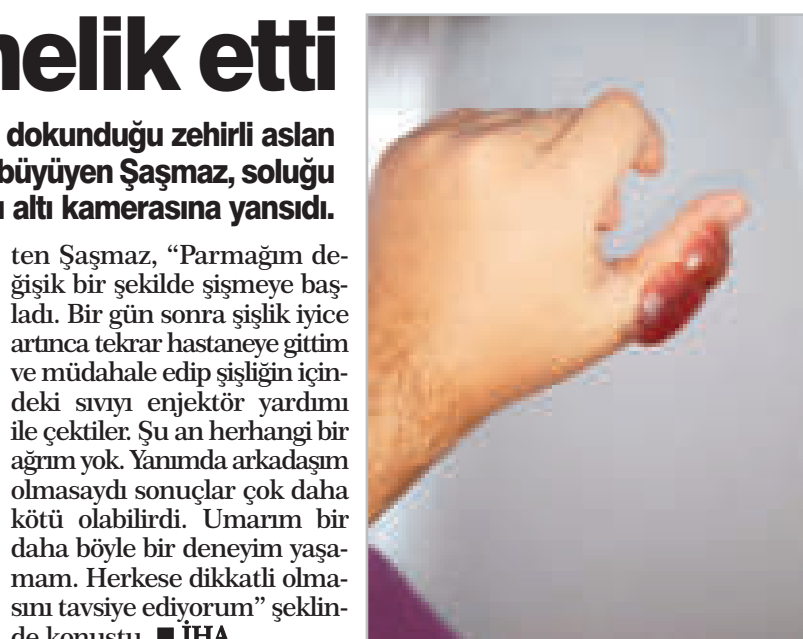 elik etti
dokunduğu zehirli aslan
büyüyen Şaşmaz, soluğu
altı kamerasına yansıdı.
ten Şaşmaz, “Parmağım de-
ğişik bir şekilde şişmeye baş-
ladı. Bir gün sonra şişlik iyice
artınca tekrar hastaneye gittim
ve müdahale edip şişliğin için-
deki sıvıyı enjektör yardımı
ile çektiler. Şu an herhangi bir
ağrım yok. Yanımda arkadaşım
olmasaydı sonuçlar çok daha
kötü olabilirdi. Umarım bir
daha böyle bir deneyim yaşa-
mam. Herkese dikkatli olma-
sını tavsiye ediyorum” şeklin-
de konuştu. ■ İHA